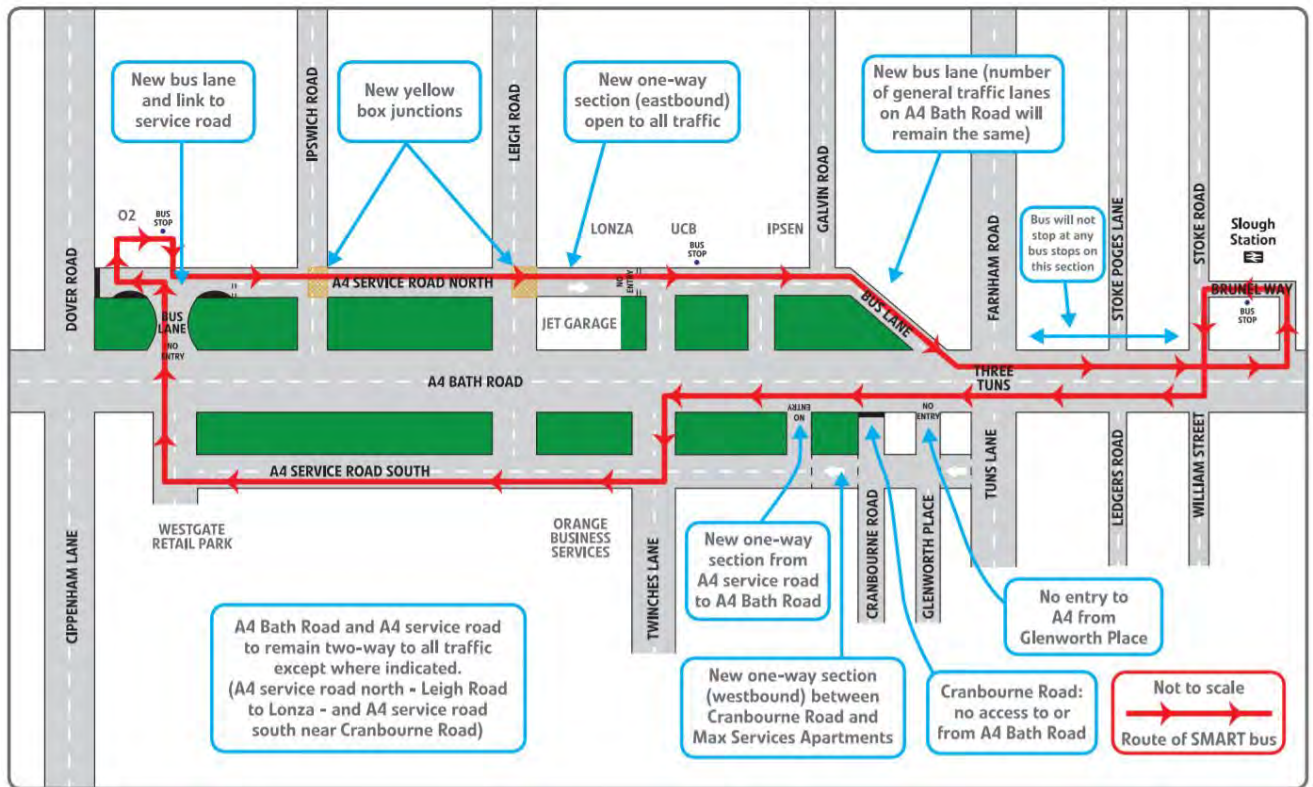 New bus lane
and link to
service road
New yellow
box junctions
New one-way
section (eastbound)
open to all traffic
New bus lane (number
of general traffic lanes
on A4 Bath Road will
remain the same)
DOVER ROAD
IPSWICH ROAD
LEIGH ROAD
GALVIN ROAD
FARNHAM ROAD
STOKE POGES LANE
STOKE ROAD
Bus will not
stop at any
bus stops on
this section
Slough
Station
O2
BUS
STOP
LONZA
UCB
BUS
STOP
IPSEN
A4 SERVICE ROAD NORTH
NO
ENTRY
BRUNEL WAY
BUS
STOP
BUS
LANE
NO
ENTRY
JET GARAGE
BUS LANE
A4 BATH ROAD
THREE
TUNS
NO
ENTRY
NO
ENTRY
A4 SERVICE ROAD SOUTH
WESTGATE
RETAIL PARK
ORANGE
BUSINESS
SERVICES
CIPPENHAM LANE
TWINCHES LANE
CRANBOURNE ROAD
GLENWORTH PLACE
TUNS LANE
LEDGERS ROAD
WILLIAM STREET
New one-way
section from
A4 service road
to A4 Bath Road
No entry to
A4 from
Glenworth Place
A4 Bath Road and A4 service road
to remain two-way to all traffic
except where indicated.
(A4 service road north - Leigh Road
to Lonza - and A4 service road
south near Cranbourne Road)
New one-way section
(westbound) between
Cranbourne Road and
Max Services Apartments
Cranbourne Road:
no access to or
from A4 Bath Road
Not to scale
Route of SMART bus